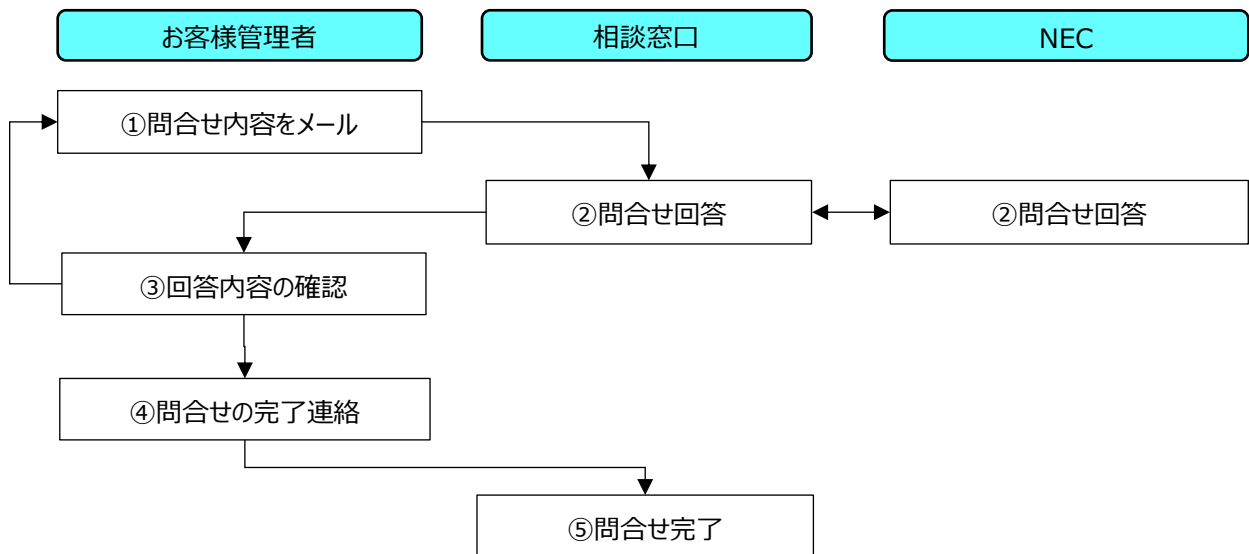 お客様管理者
相談窓口
NEC
①問合せ内容をメール
②問合せ回答
②問合せ回答
③回答内容の確認
④問合せの完了連絡
⑤問合せ完了